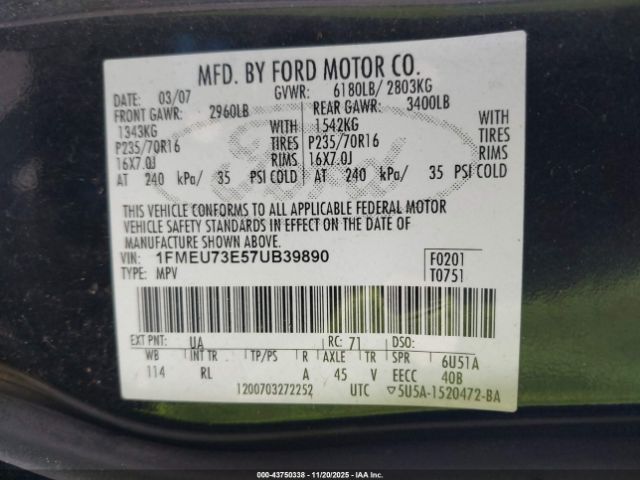 MFD. BY FORD MOTOR CO.
DATE: 03/07 GVWR: 6180LB/ 2803KG
FRONT GAWR: 2960LB REAR GAWR: 3400LB
1343KG WITH 1542KG WITH
P235/70R16 TIRES P235/70R16 TIRES
16X7.0J RIMS 16X7.0J RIMS
AT 240 kPa/ 35 PSI COLD AT 240 kPa/ 35 PSI COLD
THIS VEHICLE CONFORMS TO ALL APPLICABLE FEDERAL MOTOR
VEHICLE SAFETY STANDARDS IN EFFECT ON THE DATE OF
MANUFACTURE SHOWN ABOVE.
VIN: 1FMEU73E57UB39890 F0201
TYPE: MPV T0751
EXT PNT: UA RC: 71 DSO:
WB INT TR TP/PS R AXLE TR SPR 6U51A
114 RL A 45 V EECC 40B
1200703272252 UTC ▽5U5A-1520472-BA
000-43750338 - 11/20/2025 - IAA Inc.